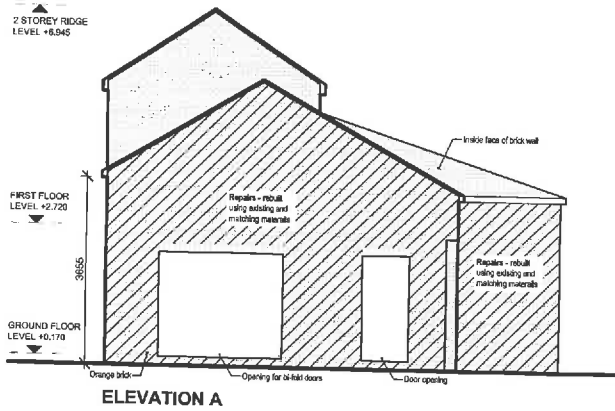 2 STOREY RIDGE
LEVEL +6.945
Inside face of brick wall
FIRST FLOOR
LEVEL +2.720
Repairs - rebuilt
using existing and
matching materials
3655
Repairs - rebuilt
using existing and
matching materials
GROUND FLOOR
LEVEL +0.170
Orange brick
Opening for bi-fold doors
Door opening
ELEVATION A